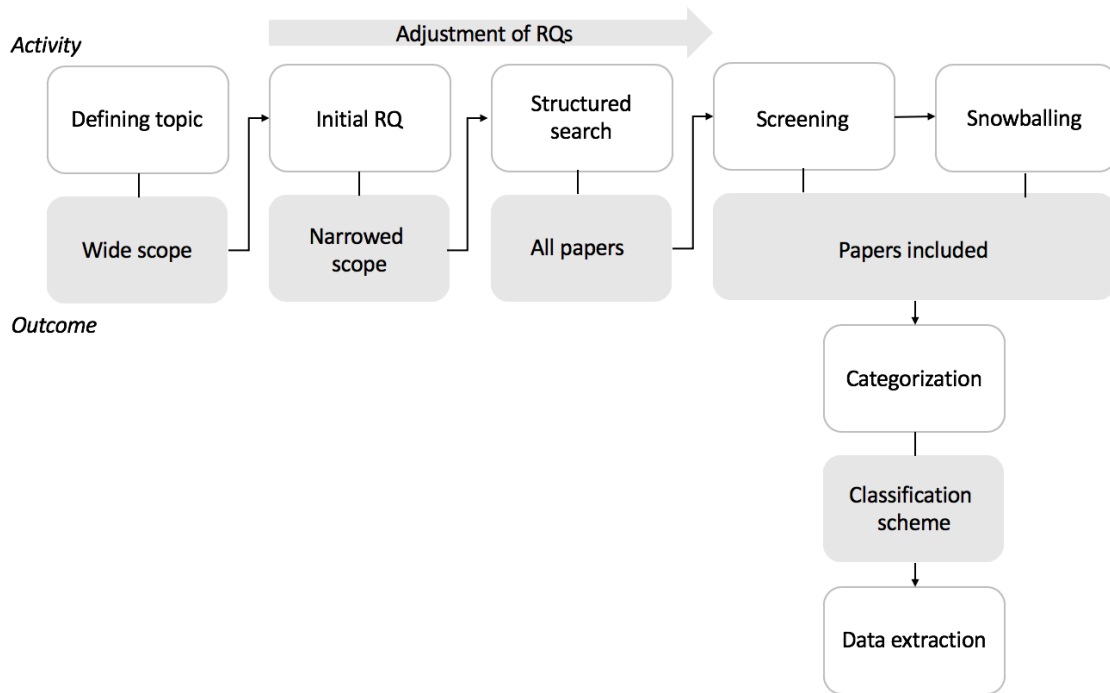 Adjustment of RQs
Activity
Defining topic
Initial RQ
Structured
search
Screening
Snowballing
Wide scope
Narrowed
scope
All papers
Papers included
Outcome
Categorization
Classification
scheme
Data extraction